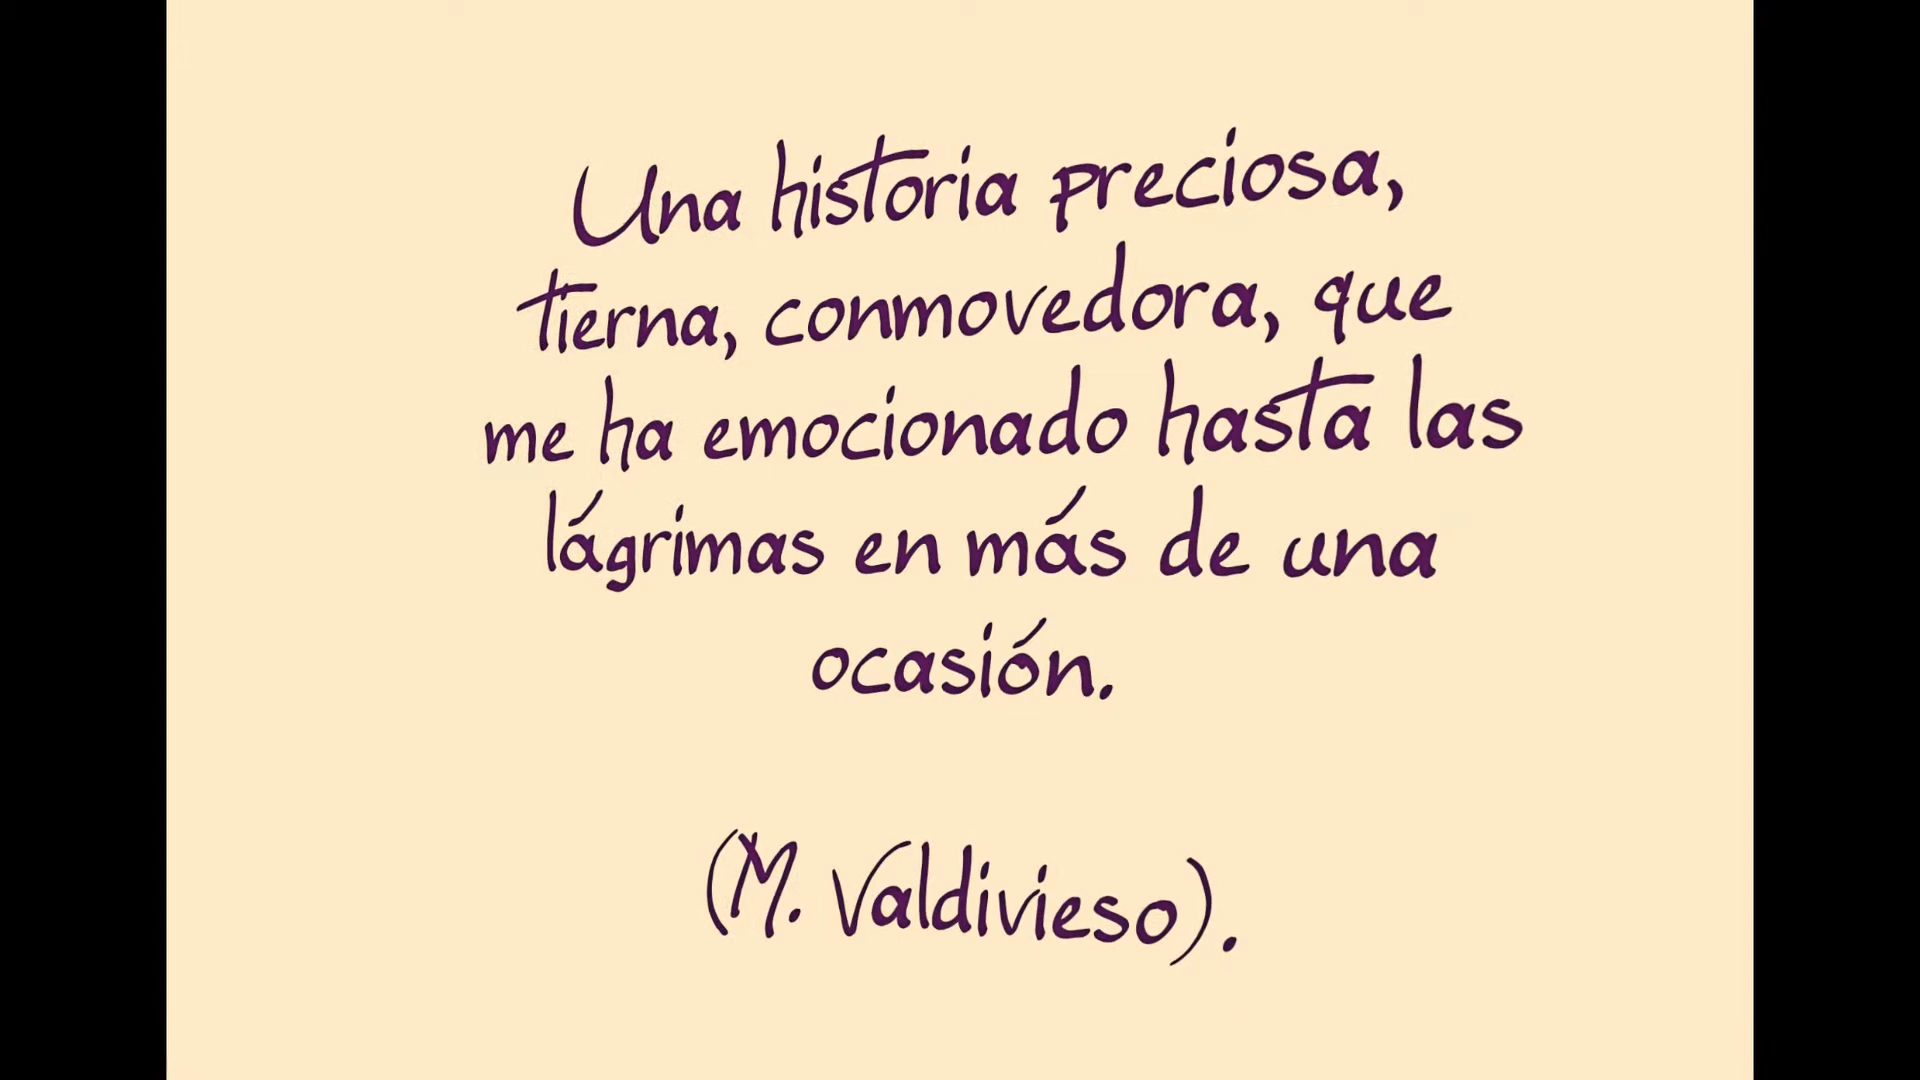 Una historia preciosa,
tierna, conmovedora, que
me ha emocionado hasta las
lágrimas en más de una
ocasión.
(M. Valdivieso).